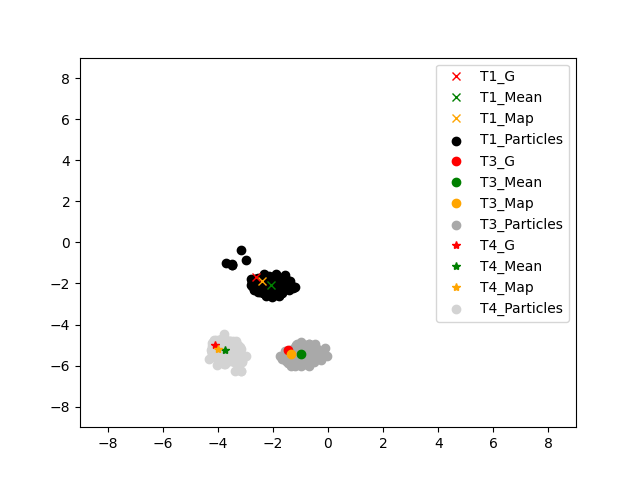 8
6
4
2
0
−2
−4
−6
−8
−8
−6
−4
−2
0
2
4
6
8
T1_G
T1_Mean
T1_Map
T1_Particles
T3_G
T3_Mean
T3_Map
T3_Particles
T4_G
T4_Mean
T4_Map
T4_Particles